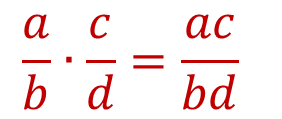 a/b · c/d = ac/bd